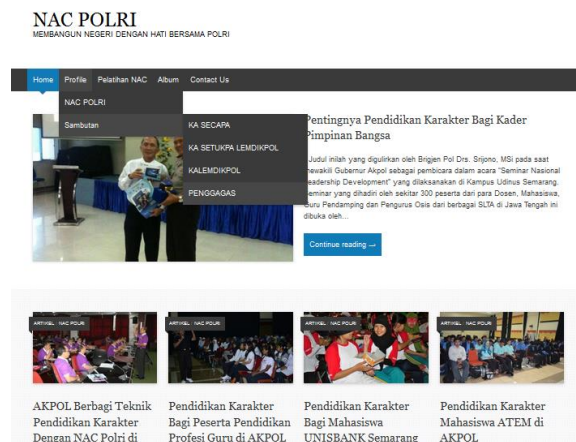 NAC POLRI
MEMBANGUN NEGERI DENGAN HATI BERSAMA POLRI
Home Profile Pelatihan NAC Album Contact Us
NAC POLRI
Sambutan
KA SECAPA
KA SETUKPA LEMDIKPOL
KALEMDIKPOL
PENGGAGAS
Pentingnya Pendidikan Karakter Bagi Kader
Pimpinan Bangsa
Judul inilah yang digulirkan oleh Brigjen Pol Drs. Srijono, MSi pada saat
mewakili Gubernur Akpol sebagai pembicara dalam acara "Seminar Nasional
Leadership Development" yang dilaksanakan di Kampus Udinus Semarang.
Seminar yang dihadiri oleh sekitar 300 peserta dari para Dosen, Mahasiswa,
Guru Pendamping dan Pengurus Osis dari berbagai SLTA di Jawa Tengah ini
dibuka oleh...
Continue reading →
ARTIKEL · NAC POLRI
ARTIKEL · NAC POLRI
ARTIKEL · NAC POLRI
ARTIKEL · NAC POLRI
AKPOL Berbagi Teknik
Pendidikan Karakter
Dengan NAC Polri di
Pendidikan Karakter
Bagi Peserta Pendidikan
Profesi Guru di AKPOL
Pendidikan Karakter
Bagi Mahasiswa
UNISBANK Semarang
Pendidikan Karakter
Mahasiswa ATEM di
AKPOL